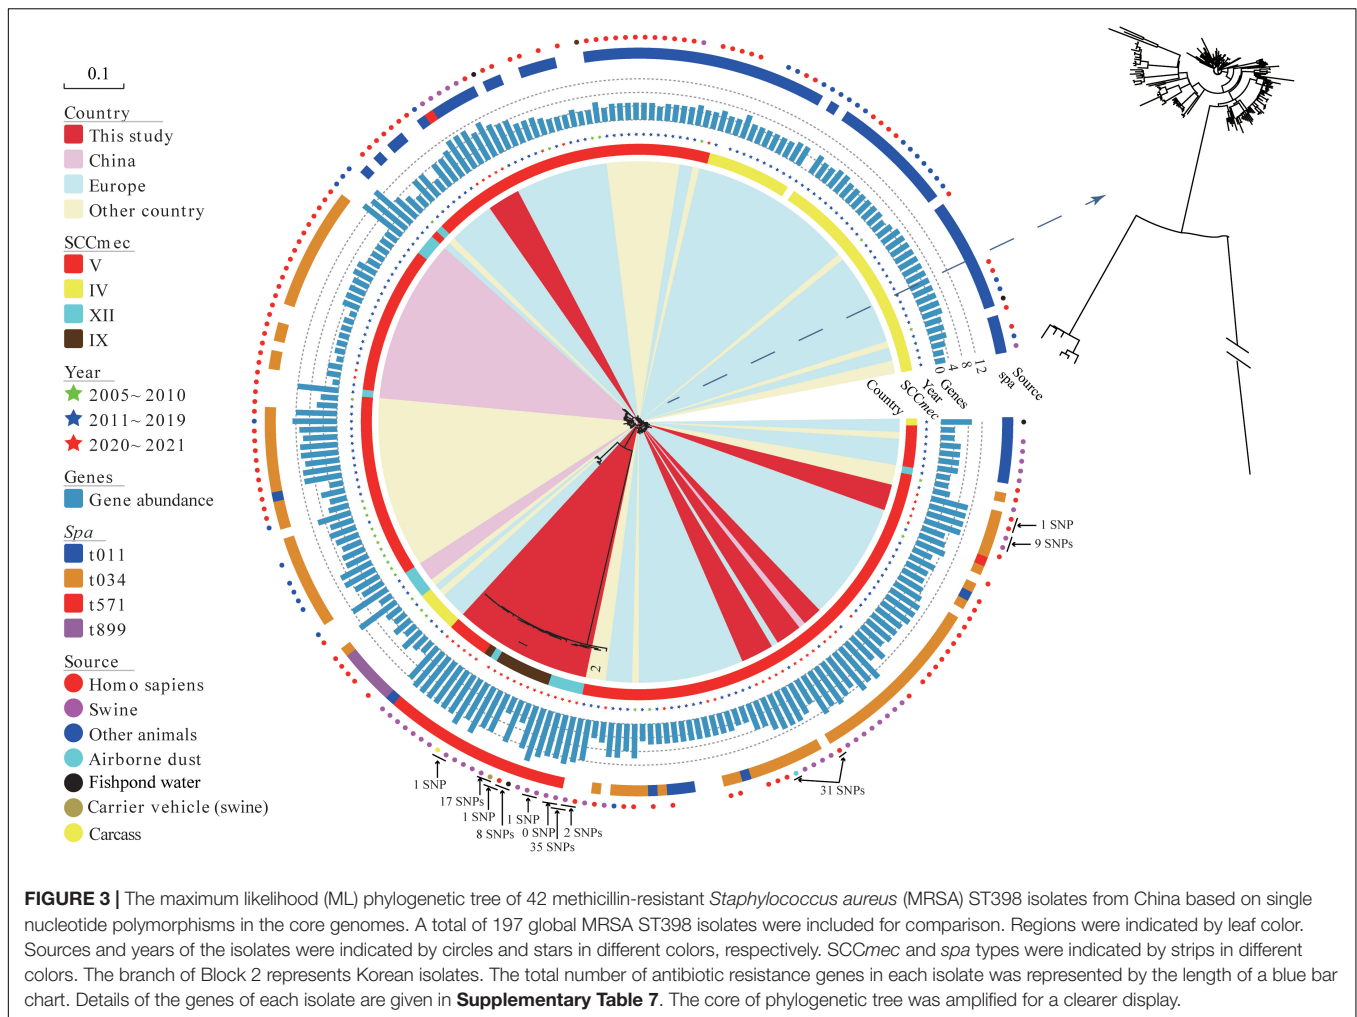 0.1
Country
This study
China
Europe
Other country
SCCmec
V
IV
XII
IX
Year
2005~2010
2011~2019
2020~2021
Genes
Gene abundance
Spa
t011
t034
t571
t899
Source
Homo sapiens
Swine
Other animals
Airborne dust
Fishpond water
Carrier vehicle (swine)
Carcass
0 4 8 12
Country
SCCmec
Year
Genes
spa
Source
1 SNP
9 SNPs
31 SNPs
2
1 SNP
17 SNPs
1 SNP
8 SNPs
1 SNP
0 SNP
35 SNPs
2 SNPs
FIGURE 3 | The maximum likelihood (ML) phylogenetic tree of 42 methicillin-resistant Staphylococcus aureus (MRSA) ST398 isolates from China based on single
nucleotide polymorphisms in the core genomes. A total of 197 global MRSA ST398 isolates were included for comparison. Regions were indicated by leaf color.
Sources and years of the isolates were indicated by circles and stars in different colors, respectively. SCCmec and spa types were indicated by strips in different
colors. The branch of Block 2 represents Korean isolates. The total number of antibiotic resistance genes in each isolate was represented by the length of a blue bar
chart. Details of the genes of each isolate are given in Supplementary Table 7. The core of phylogenetic tree was amplified for a clearer display.